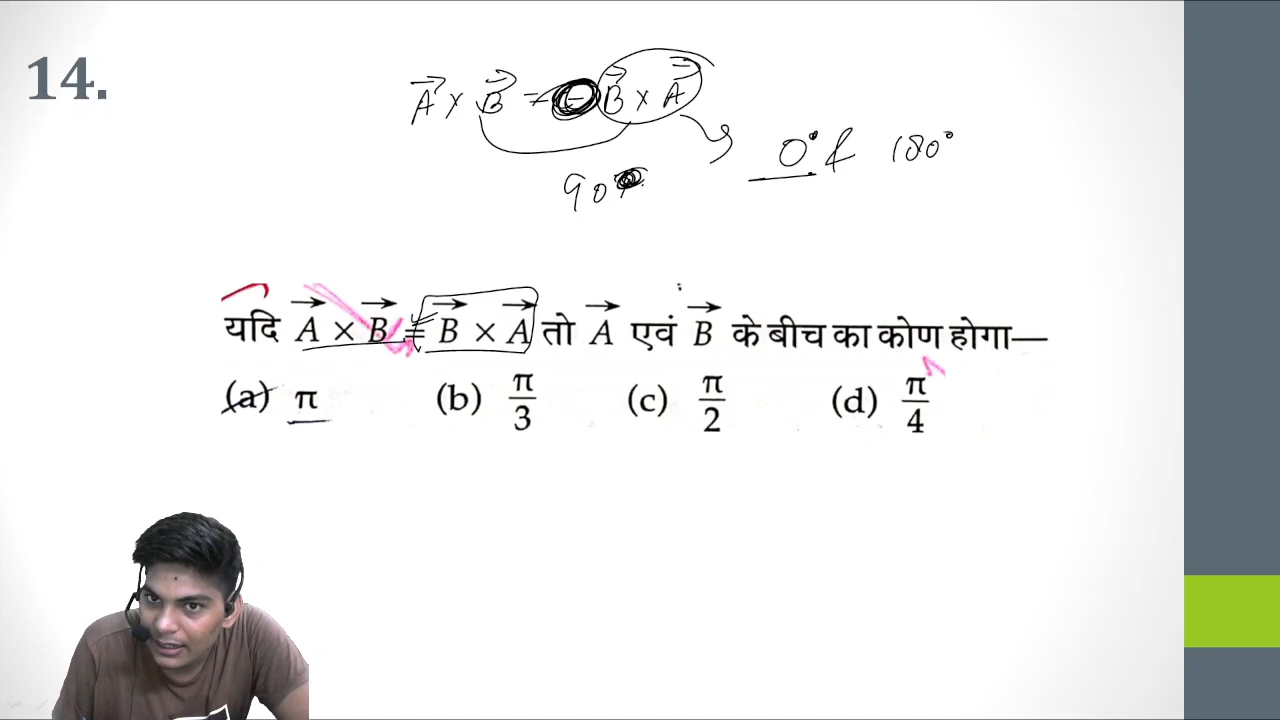 14.
A⃗ × B⃗ = - B⃗ × A⃗
0° & 180°
90°
यदि A⃗ × B⃗ = B⃗ × A⃗ तो A⃗ एवं B⃗ के बीच का कोण होगा—
(a) π (b) π/3 (c) π/2 (d) π/4